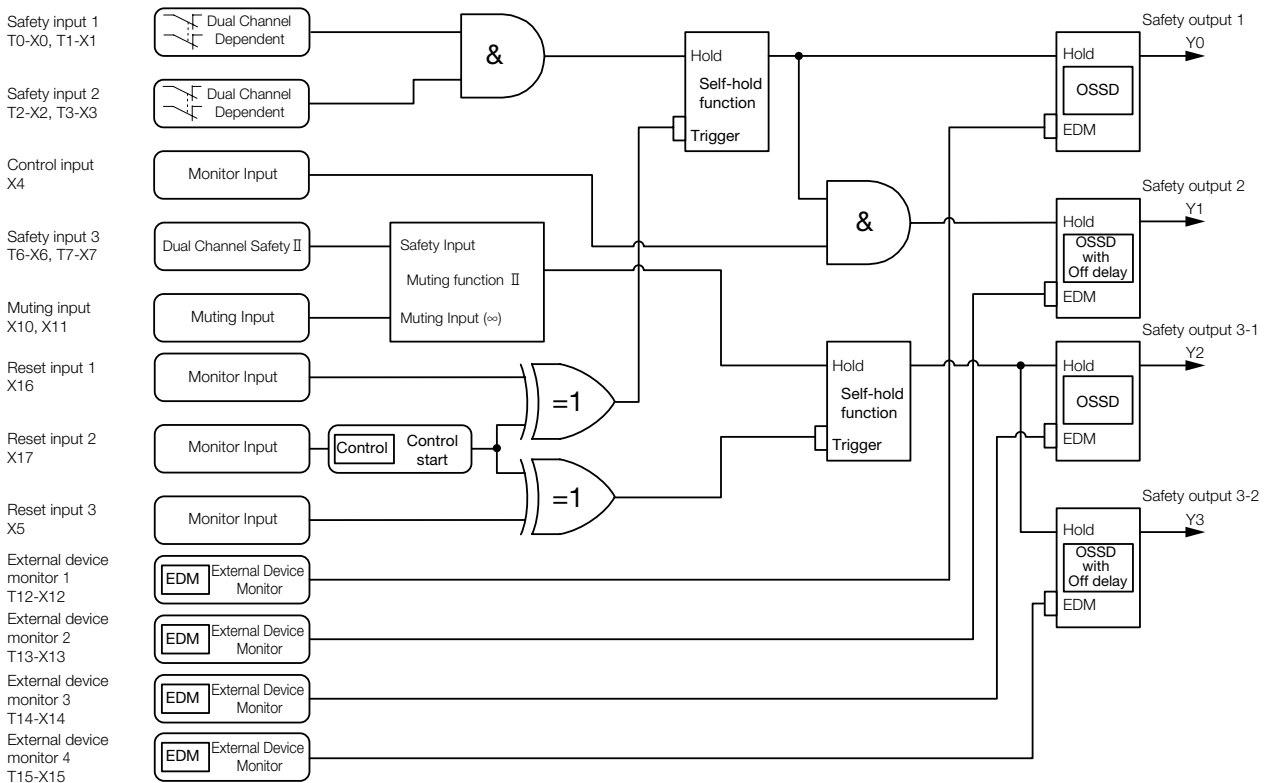 Safety input 1
T0-X0, T1-X1
Dual Channel
Dependent
Safety input 2
T2-X2, T3-X3
Dual Channel
Dependent
Control input
X4
Monitor Input
Safety input 3
T6-X6, T7-X7
Dual Channel Safety Ⅱ
Muting input
X10, X11
Muting Input
Safety Input
Muting function Ⅱ
Muting Input (∞)
Reset input 1
X16
Monitor Input
Reset input 2
X17
Monitor Input
Control
Control
start
Reset input 3
X5
Monitor Input
External device
monitor 1
T12-X12
EDM
External Device
Monitor
External device
monitor 2
T13-X13
EDM
External Device
Monitor
External device
monitor 3
T14-X14
EDM
External Device
Monitor
External device
monitor 4
T15-X15
EDM
External Device
Monitor
&
=1
=1
Hold
Self-hold
function
Trigger
&
Hold
Self-hold
function
Trigger
Safety output 1
Y0
Hold
OSSD
EDM
Safety output 2
Y1
Hold
OSSD
with
Off delay
EDM
Safety output 3-1
Y2
Hold
OSSD
EDM
Safety output 3-2
Y3
Hold
OSSD
with
Off delay
EDM